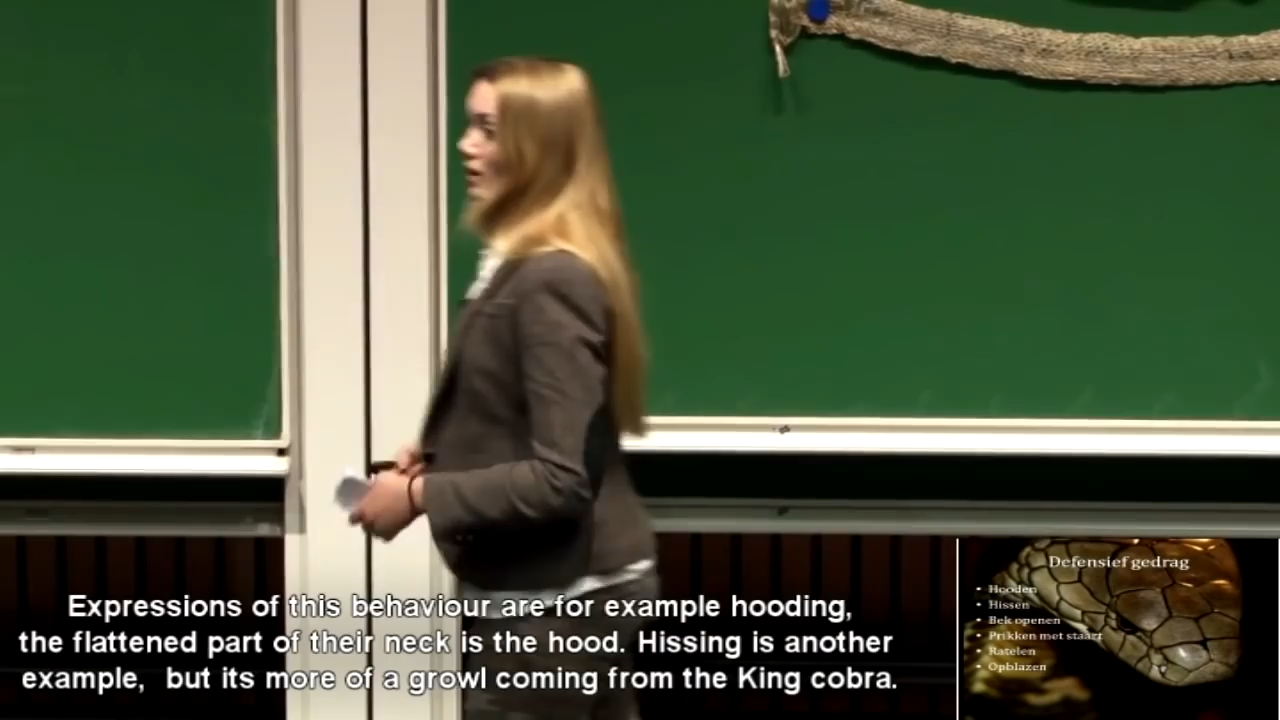 Expressions of this behaviour are for example hooding,
the flattened part of their neck is the hood. Hissing is another
example, but its more of a growl coming from the King cobra.
Defensief gedrag
• Hooden
• Hissen
• Bek openen
• Prikken met staart
• Ratelen
• Opblazen